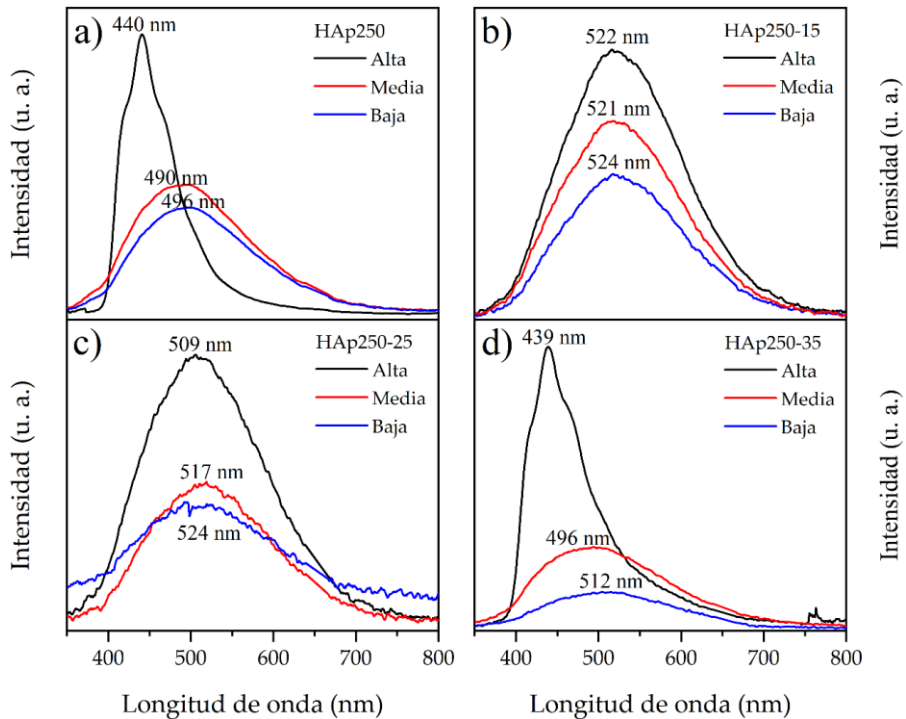 a)
440 nm
HAp250
Alta
Media
Baja
490 nm
496 nm
Intensidad (u. a.)
b)
522 nm
HAp250-15
Alta
Media
Baja
521 nm
524 nm
Intensidad (u. a.)
c)
509 nm
HAp250-25
Alta
Media
Baja
517 nm
524 nm
Intensidad (u. a.)
400 500 600 700 800
Longitud de onda (nm)
d)
439 nm
HAp250-35
Alta
Media
Baja
496 nm
512 nm
Intensidad (u. a.)
400 500 600 700 800
Longitud de onda (nm)